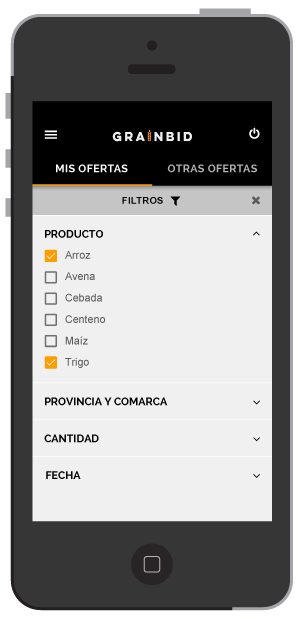 GRAINBID
MIS OFERTAS
OTRAS OFERTAS
FILTROS
PRODUCTO
Arroz
Avena
Cebada
Centeno
Maíz
Trigo
PROVINCIA Y COMARCA
CANTIDAD
FECHA